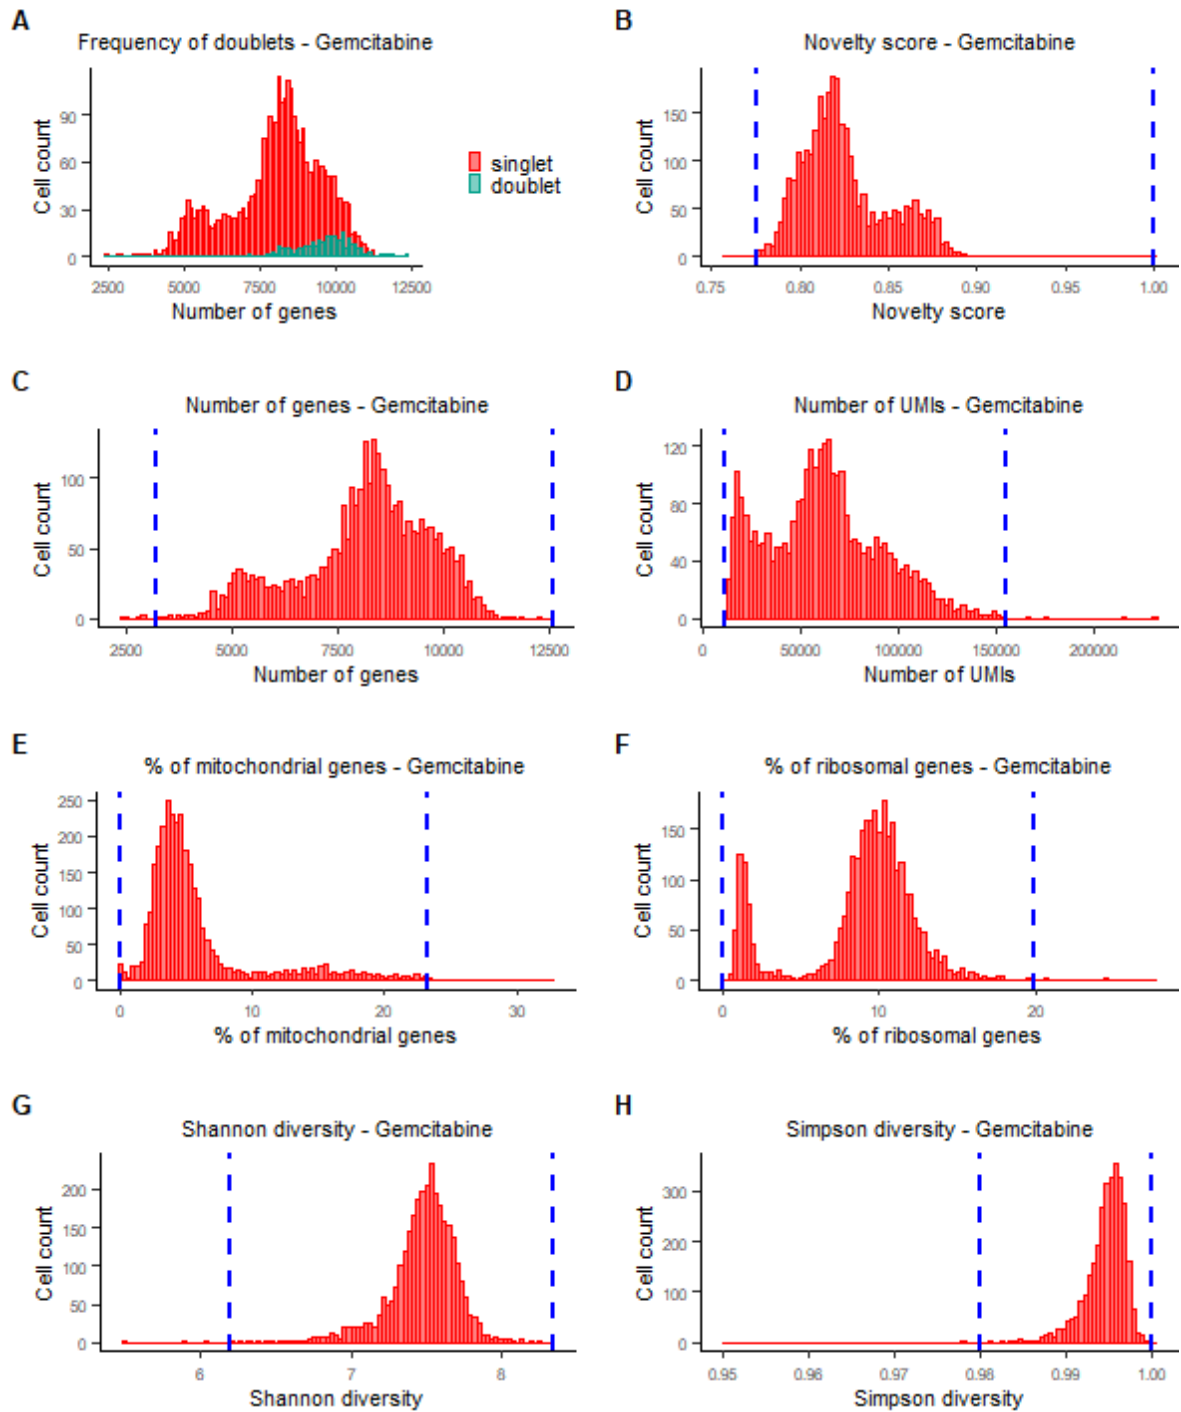 A
Frequency of doublets - Gemcitabine
Cell count
90
60
30
0
2500 5000 7500 10000 12500
Number of genes
singlet
doublet
B
Novelty score - Gemcitabine
Cell count
150
100
50
0
0.75 0.80 0.85 0.90 0.95 1.00
Novelty score
C
Number of genes - Gemcitabine
Cell count
100
50
0
2500 5000 7500 10000 12500
Number of genes
D
Number of UMIs - Gemcitabine
Cell count
120
80
40
0
0 50000 100000 150000 200000
Number of UMIs
E
% of mitochondrial genes - Gemcitabine
Cell count
250
200
150
100
50
0
0 10 20 30
% of mitochondrial genes
F
% of ribosomal genes - Gemcitabine
Cell count
150
100
50
0
0 10 20
% of ribosomal genes
G
Shannon diversity - Gemcitabine
Cell count
200
150
100
50
0
6 7 8
Shannon diversity
H
Simpson diversity - Gemcitabine
Cell count
300
200
100
0
0.95 0.96 0.97 0.98 0.99 1.00
Simpson diversity